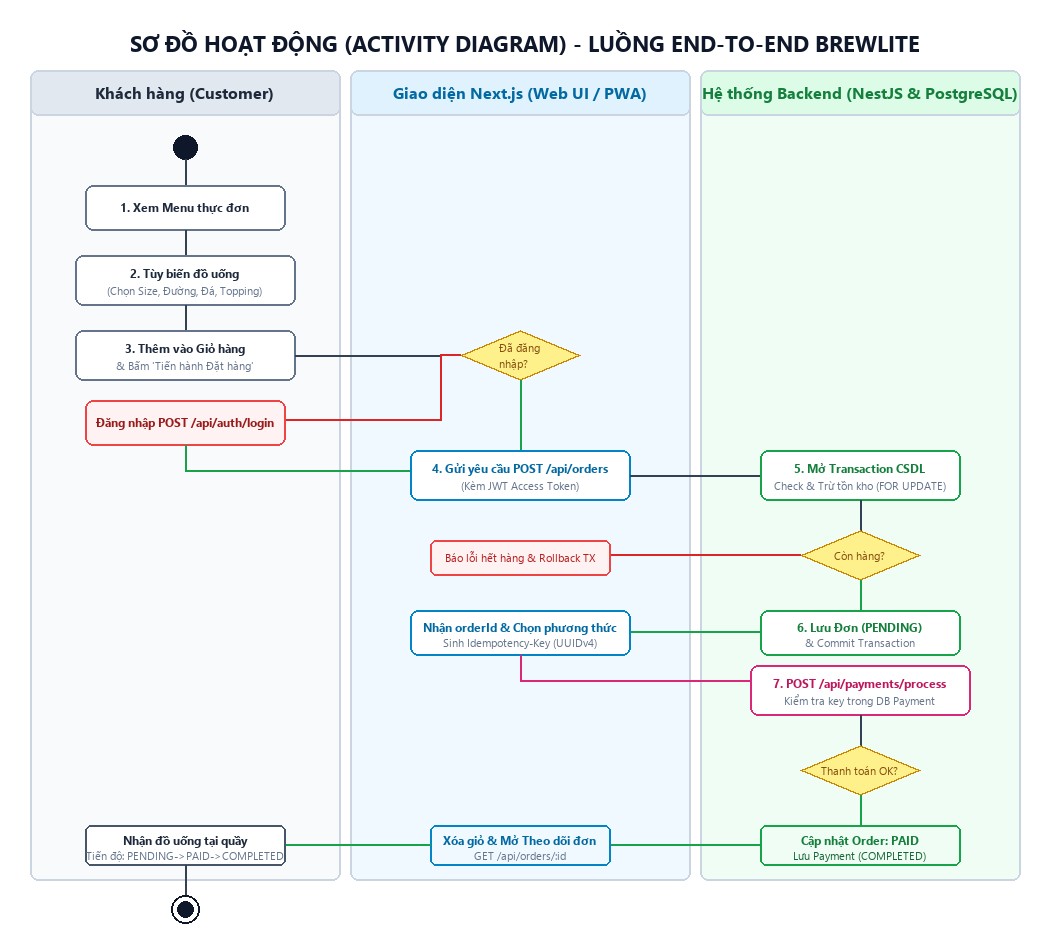 SƠ ĐỒ HOẠT ĐỘNG (ACTIVITY DIAGRAM) - LUỒNG END-TO-END BREWLITE
Khách hàng (Customer)
Giao diện Next.js (Web UI / PWA)
Hệ thống Backend (NestJS & PostgreSQL)
1. Xem Menu thực đơn
2. Tùy biến đồ uống
(Chọn Size, Đường, Đá, Topping)
3. Thêm vào Giỏ hàng
& Bấm 'Tiến hành Đặt hàng'
Đã đăng
nhập?
Đăng nhập POST /api/auth/login
4. Gửi yêu cầu POST /api/orders
(Kèm JWT Access Token)
5. Mở Transaction CSDL
Check & Trừ tồn kho (FOR UPDATE)
Còn hàng?
Báo lỗi hết hàng & Rollback TX
Nhận orderId & Chọn phương thức
Sinh Idempotency-Key (UUIDv4)
6. Lưu Đơn (PENDING)
& Commit Transaction
7. POST /api/payments/process
Kiểm tra key trong DB Payment
Thanh toán OK?
Nhận đồ uống tại quầy
Tiến độ: PENDING->PAID->COMPLETED
Xóa giỏ & Mở Theo dõi đơn
GET /api/orders/:id
Cập nhật Order: PAID
Lưu Payment (COMPLETED)